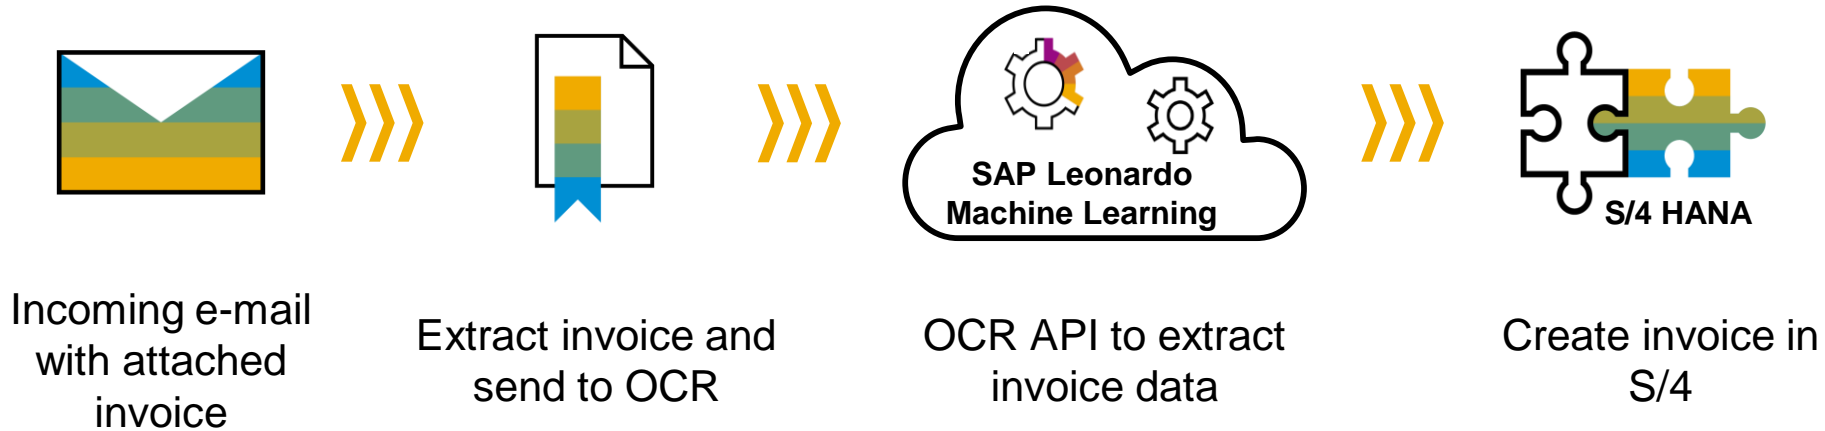 SAP Leonardo
Machine Learning
S/4 HANA
Incoming e-mail
with attached
invoice
Extract invoice and
send to OCR
OCR API to extract
invoice data
Create invoice in
S/4